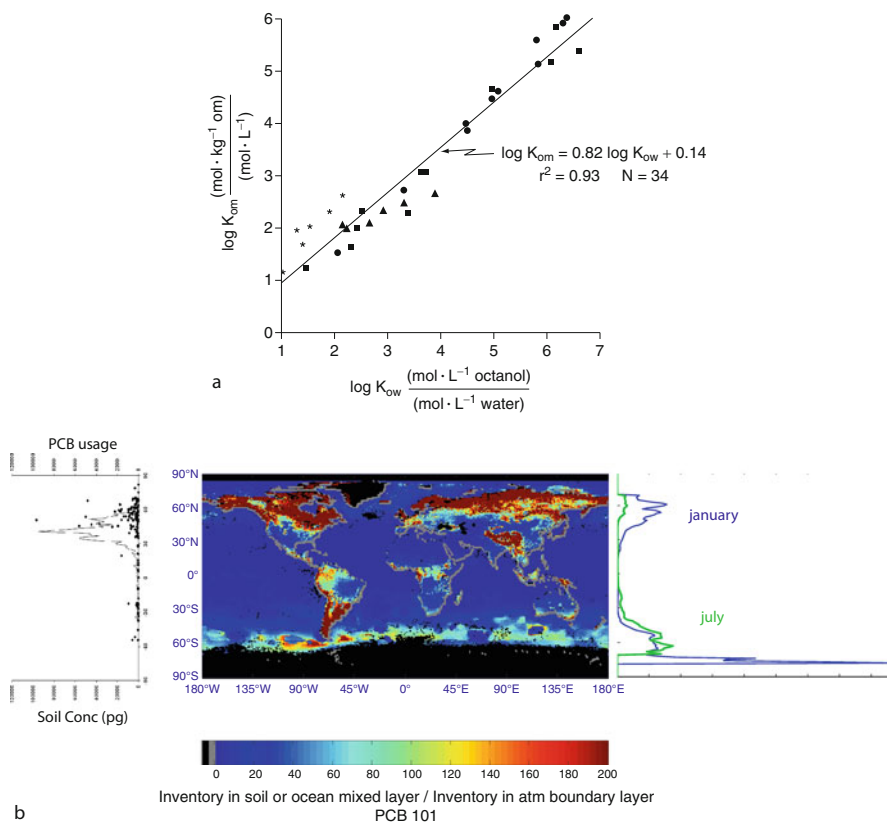 6
5
4
3
2
1
0
log Kom (mol · kg⁻¹ om) / (mol · L⁻¹)
log Kom = 0.82 log Kow + 0.14
r² = 0.93 N = 34
1 2 3 4 5 6 7
log Kow (mol · L⁻¹ octanol) / (mol · L⁻¹ water)
a
PCB usage
Soil Conc (pg)
90°N
60°N
30°N
0°
30°S
60°S
90°S
180°W 135°W 90°W 45°W 0° 45°E 90°E 135°E 180°E
january
july
0 20 40 60 80 100 120 140 160 180 200
Inventory in soil or ocean mixed layer / Inventory in atm boundary layer
PCB 101
b